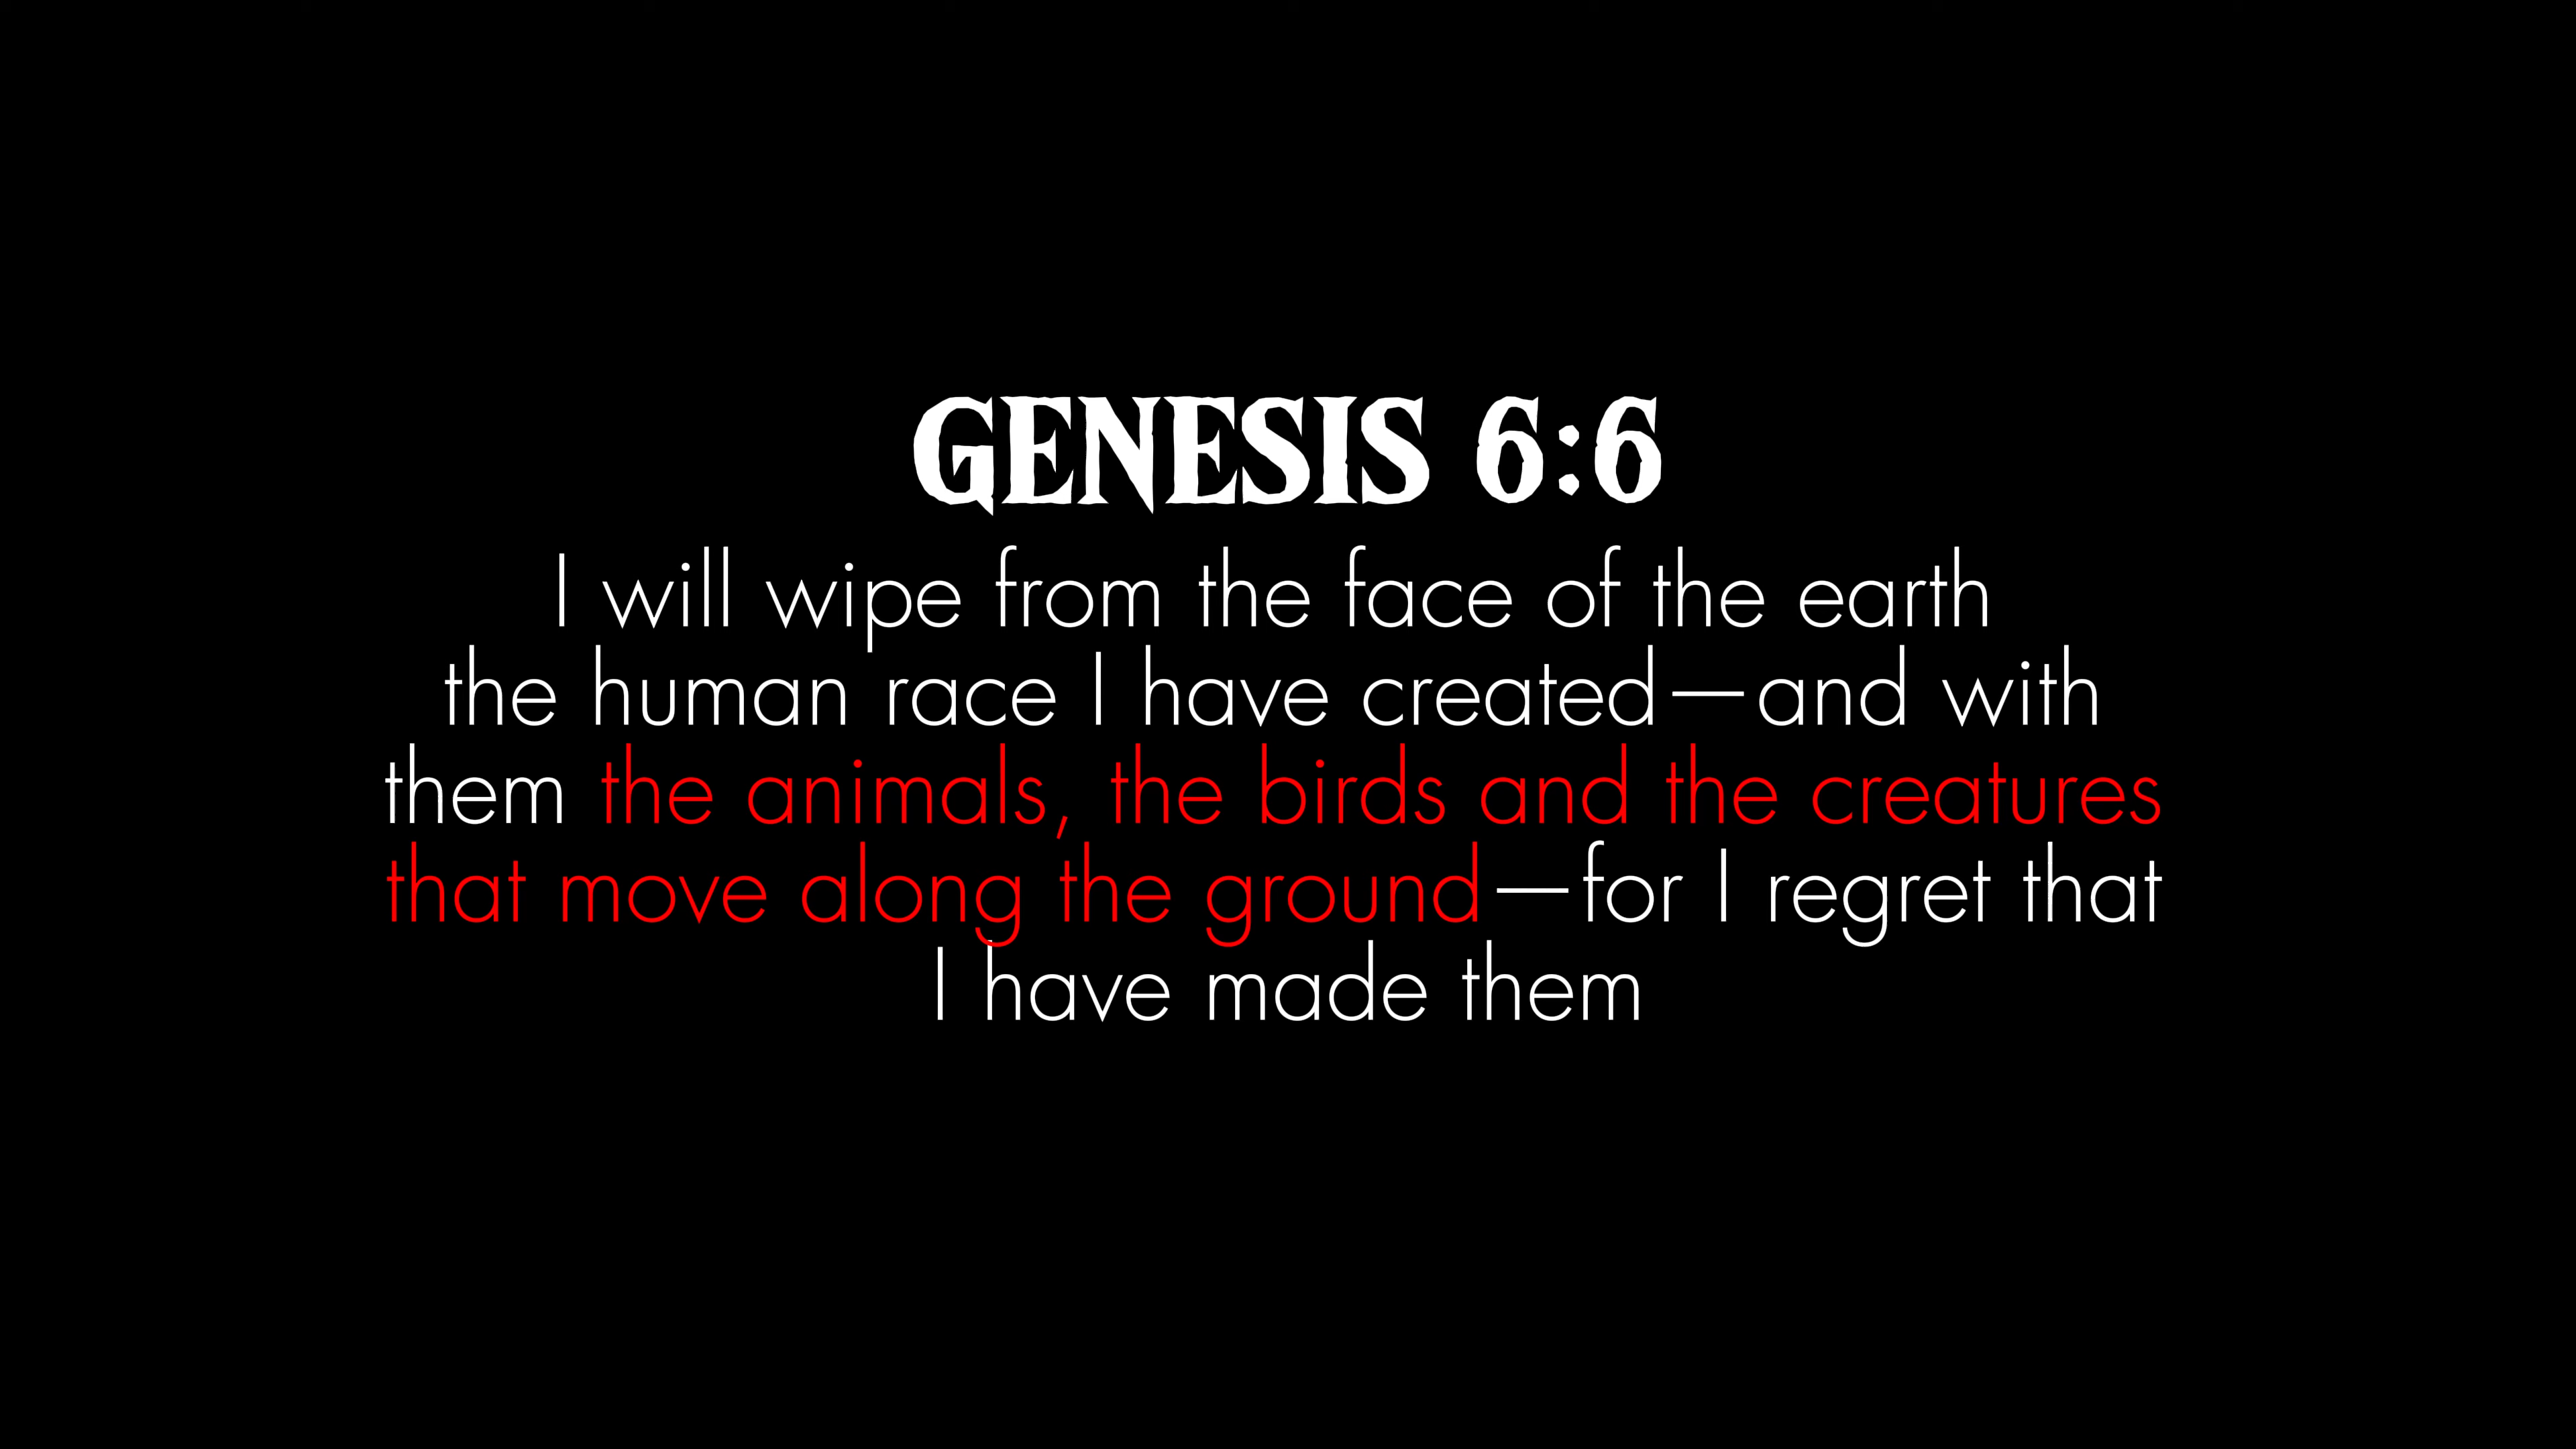 GENESIS 6:6
I will wipe from the face of the earth
the human race I have created—and with
them the animals, the birds and the creatures
that move along the ground—for I regret that
I have made them